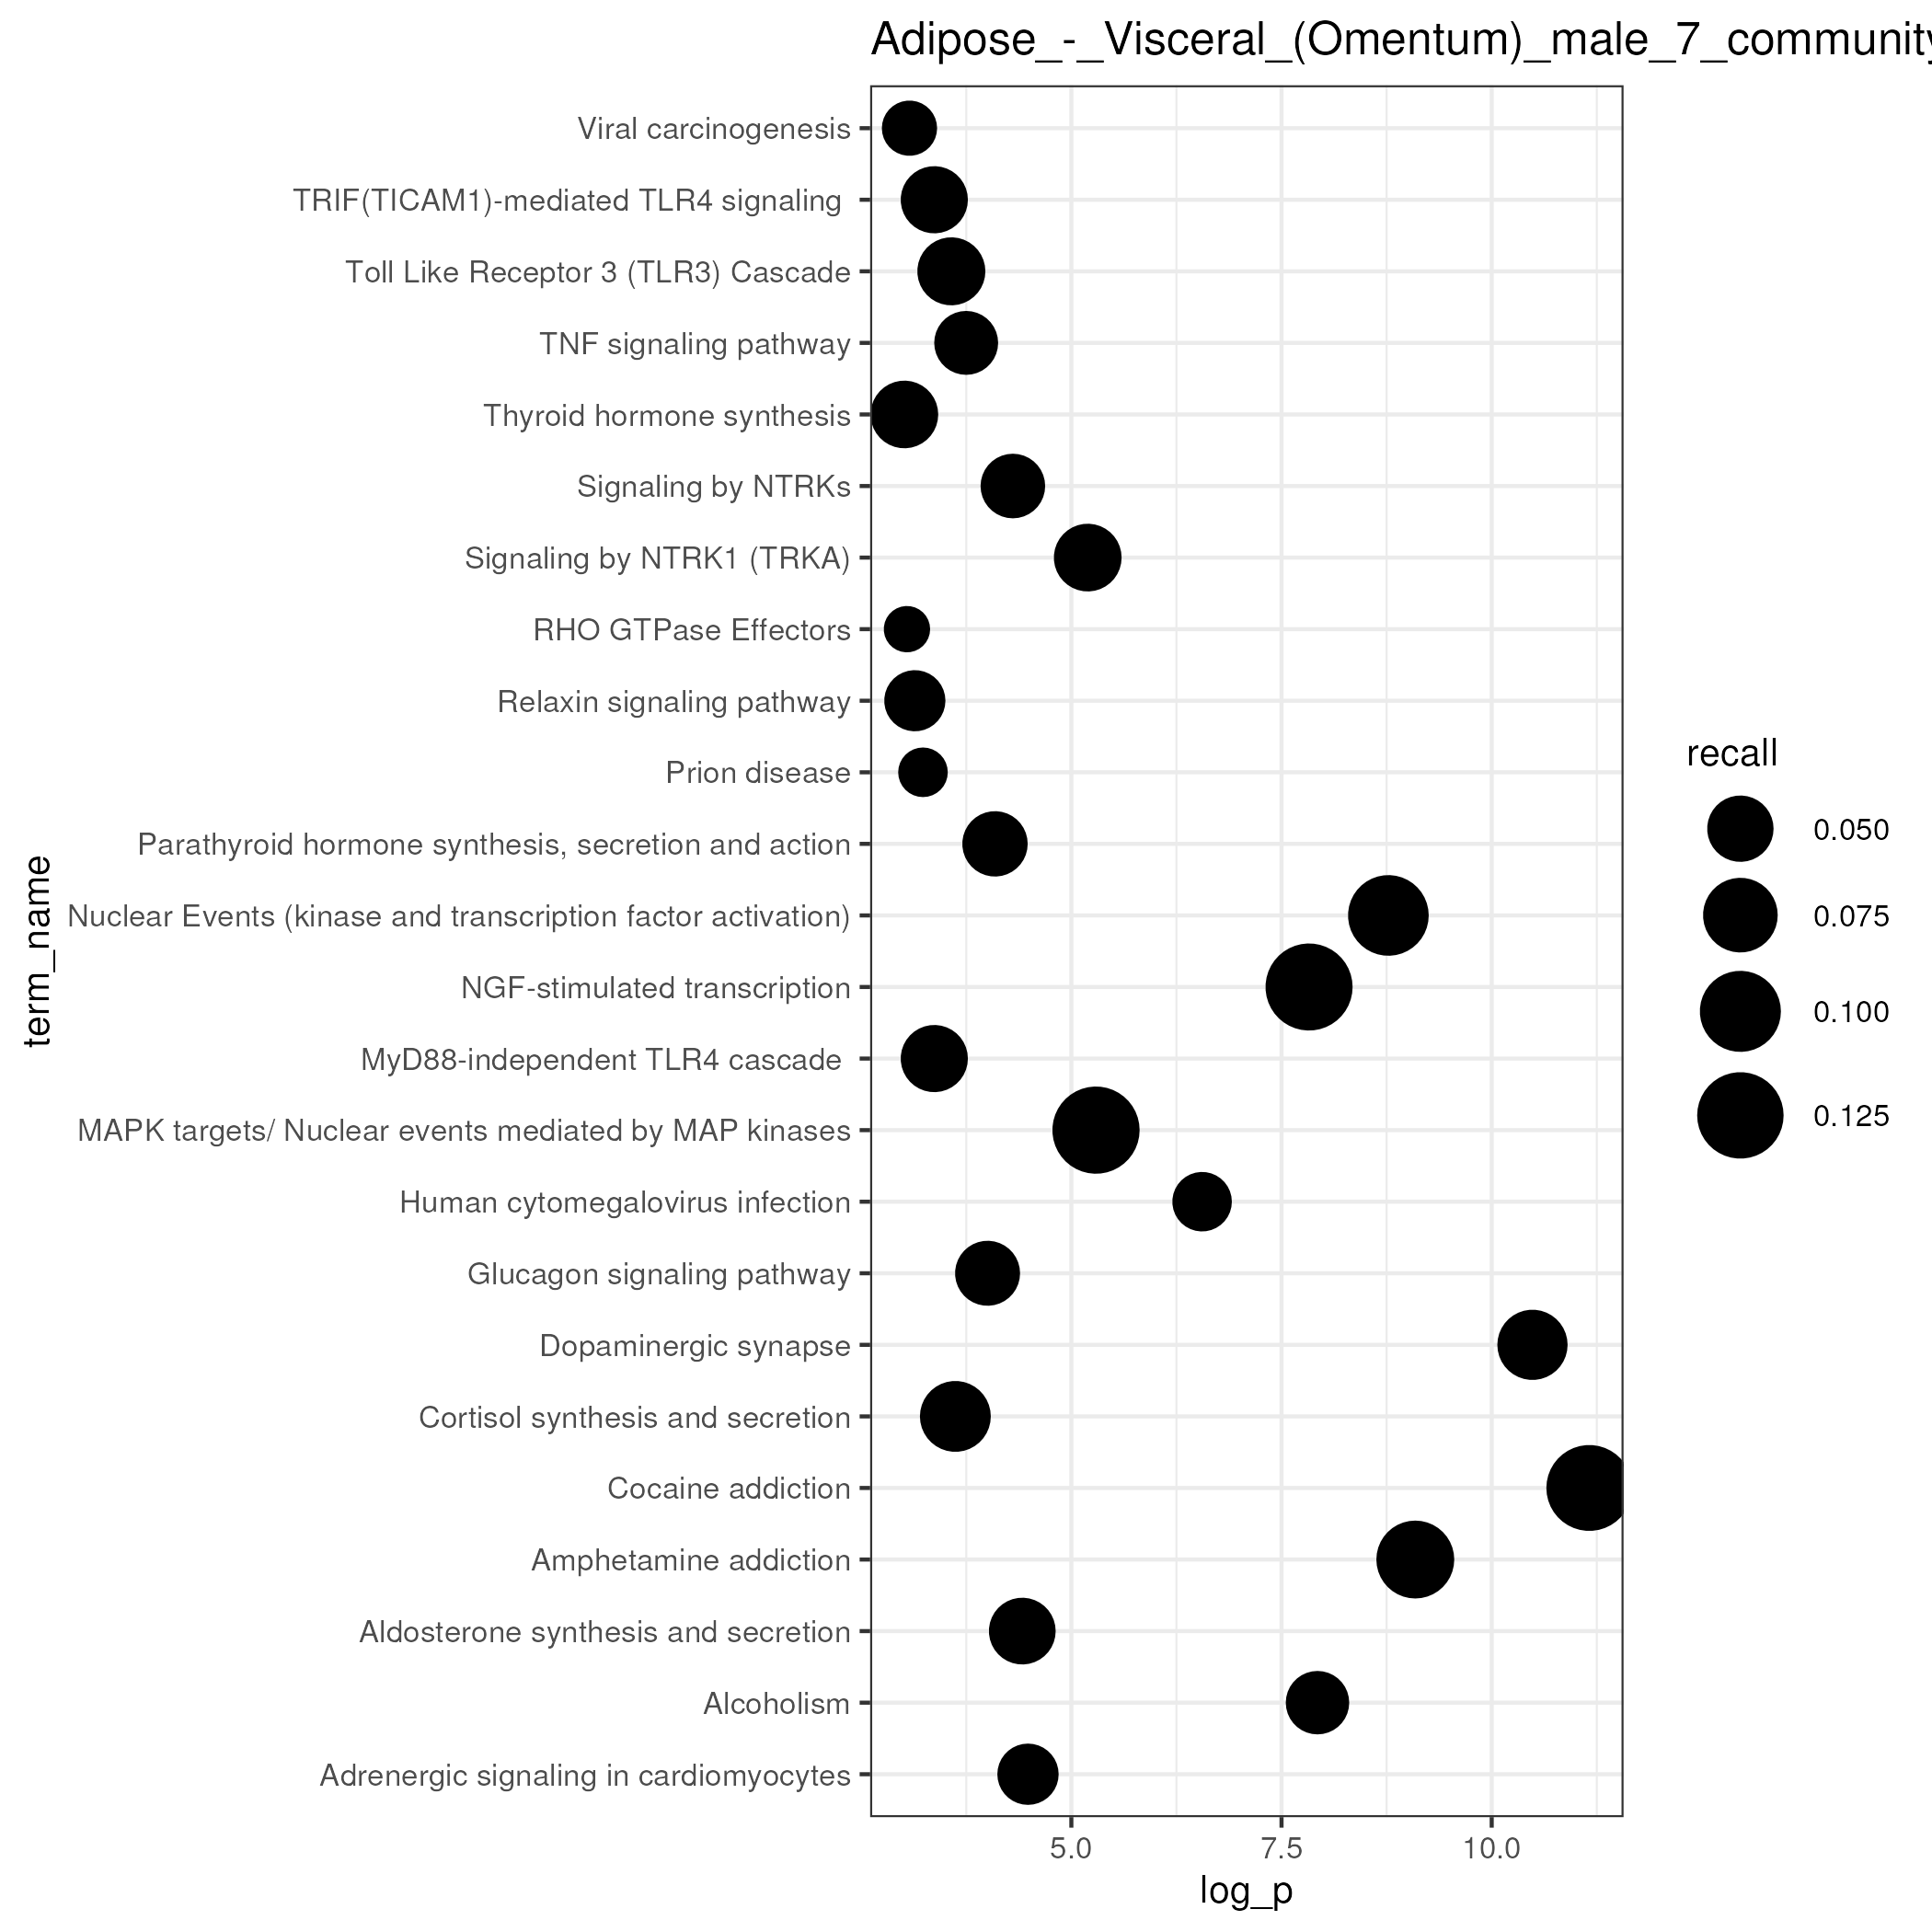 Adipose_-_Visceral_(Omentum)_male_7_community
Viral carcinogenesis
TRIF(TICAM1)-mediated TLR4 signaling
Toll Like Receptor 3 (TLR3) Cascade
TNF signaling pathway
Thyroid hormone synthesis
Signaling by NTRKs
Signaling by NTRK1 (TRKA)
RHO GTPase Effectors
Relaxin signaling pathway
Prion disease
Parathyroid hormone synthesis, secretion and action
Nuclear Events (kinase and transcription factor activation)
NGF-stimulated transcription
MyD88-independent TLR4 cascade
MAPK targets/ Nuclear events mediated by MAP kinases
Human cytomegalovirus infection
Glucagon signaling pathway
Dopaminergic synapse
Cortisol synthesis and secretion
Cocaine addiction
Amphetamine addiction
Aldosterone synthesis and secretion
Alcoholism
Adrenergic signaling in cardiomyocytes
term_name
5.0 7.5 10.0
log_p
recall
0.050
0.075
0.100
0.125